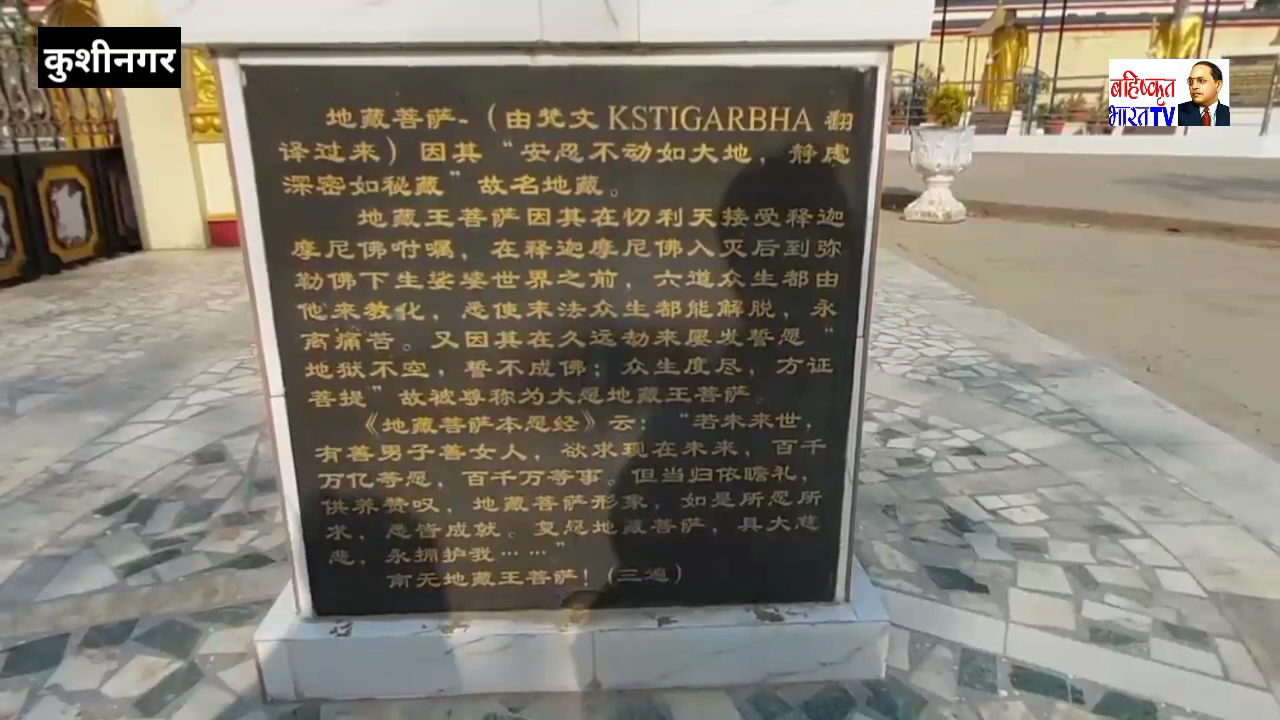 कुशीनगर
बहिष्कृत
भारत TV
地藏菩萨·（由梵文 KSTIGARBHA 翻
译过来）因其“安忍不动如大地，静虑
深密如秘藏”故名地藏。
地藏王菩萨因其在忉利天接受释迦
摩尼佛咐嘱，在释迦摩尼佛入灭后到弥
勒佛下生娑婆世界之前，六道众生都由
他来教化，悉使末法众生都能解脱，永
离痛苦。又因其在久远劫来屡发誓愿“
地狱不空，誓不成佛；众生度尽，方证
菩提”故被尊称为大愿地藏王菩萨。
《地藏菩萨本愿经》云：“若未来世，
有善男子善女人，欲求现在未来，百千
万亿等愿，百千万等事。但当归依瞻礼，
供养赞叹，地藏菩萨形象，如是所愿所
求，悉皆成就。复愿地藏菩萨，具大慈
悲，永拥护我……”
南无地藏王菩萨！（三遍）